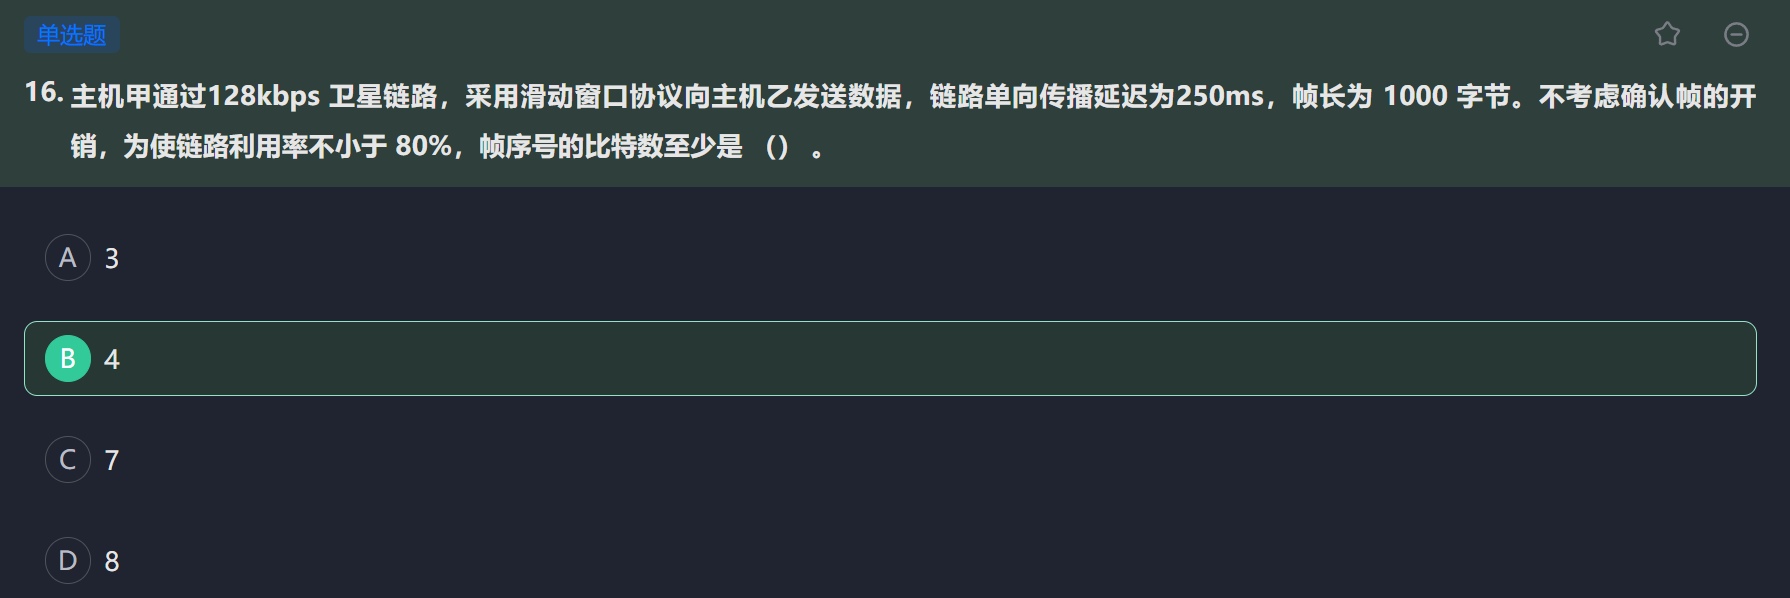 单选题
16. 主机甲通过128kbps 卫星链路，采用滑动窗口协议向主机乙发送数据，链路单向传播延迟为250ms，帧长为 1000 字节。不考虑确认帧的开
销，为使链路利用率不小于 80%，帧序号的比特数至少是 （） 。
A 3
B 4
C 7
D 8